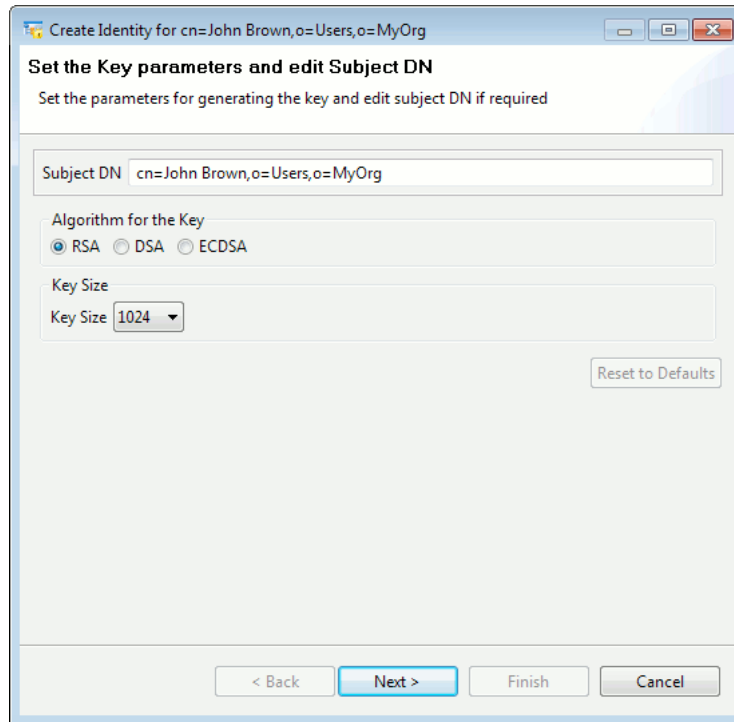 Create Identity for cn=John Brown,o=Users,o=MyOrg
Set the Key parameters and edit Subject DN
Set the parameters for generating the key and edit subject DN if required
Subject DN cn=John Brown,o=Users,o=MyOrg
Algorithm for the Key
RSA DSA ECDSA
Key Size
Key Size 1024
Reset to Defaults
< Back Next > Finish Cancel